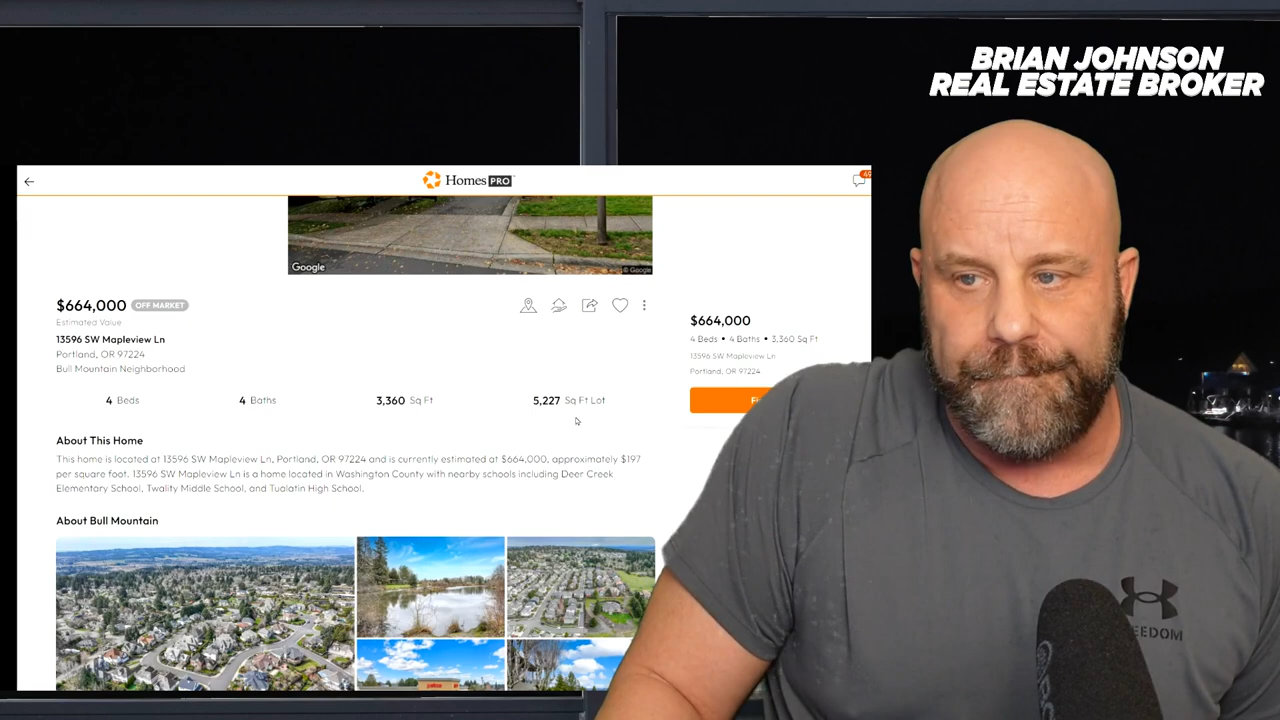 BRIAN JOHNSON
REAL ESTATE BROKER
Homes PRO
49
Google
© Google
$664,000 OFF MARKET
Estimated Value
13596 SW Mapleview Ln
Portland, OR 97224
Bull Mountain Neighborhood
4 Beds
4 Baths
3,360 Sq Ft
5,227 Sq Ft Lot
$664,000
4 Beds • 4 Baths • 3,360 Sq Ft
13596 SW Mapleview Ln
Portland, OR 97224
About This Home
This home is located at 13596 SW Mapleview Ln, Portland, OR 97224 and is currently estimated at $664,000, approximately $197
per square foot. 13596 SW Mapleview Ln is a home located in Washington County with nearby schools including Deer Creek
Elementary School, Twality Middle School, and Tualatin High School.
About Bull Mountain
EEDOM